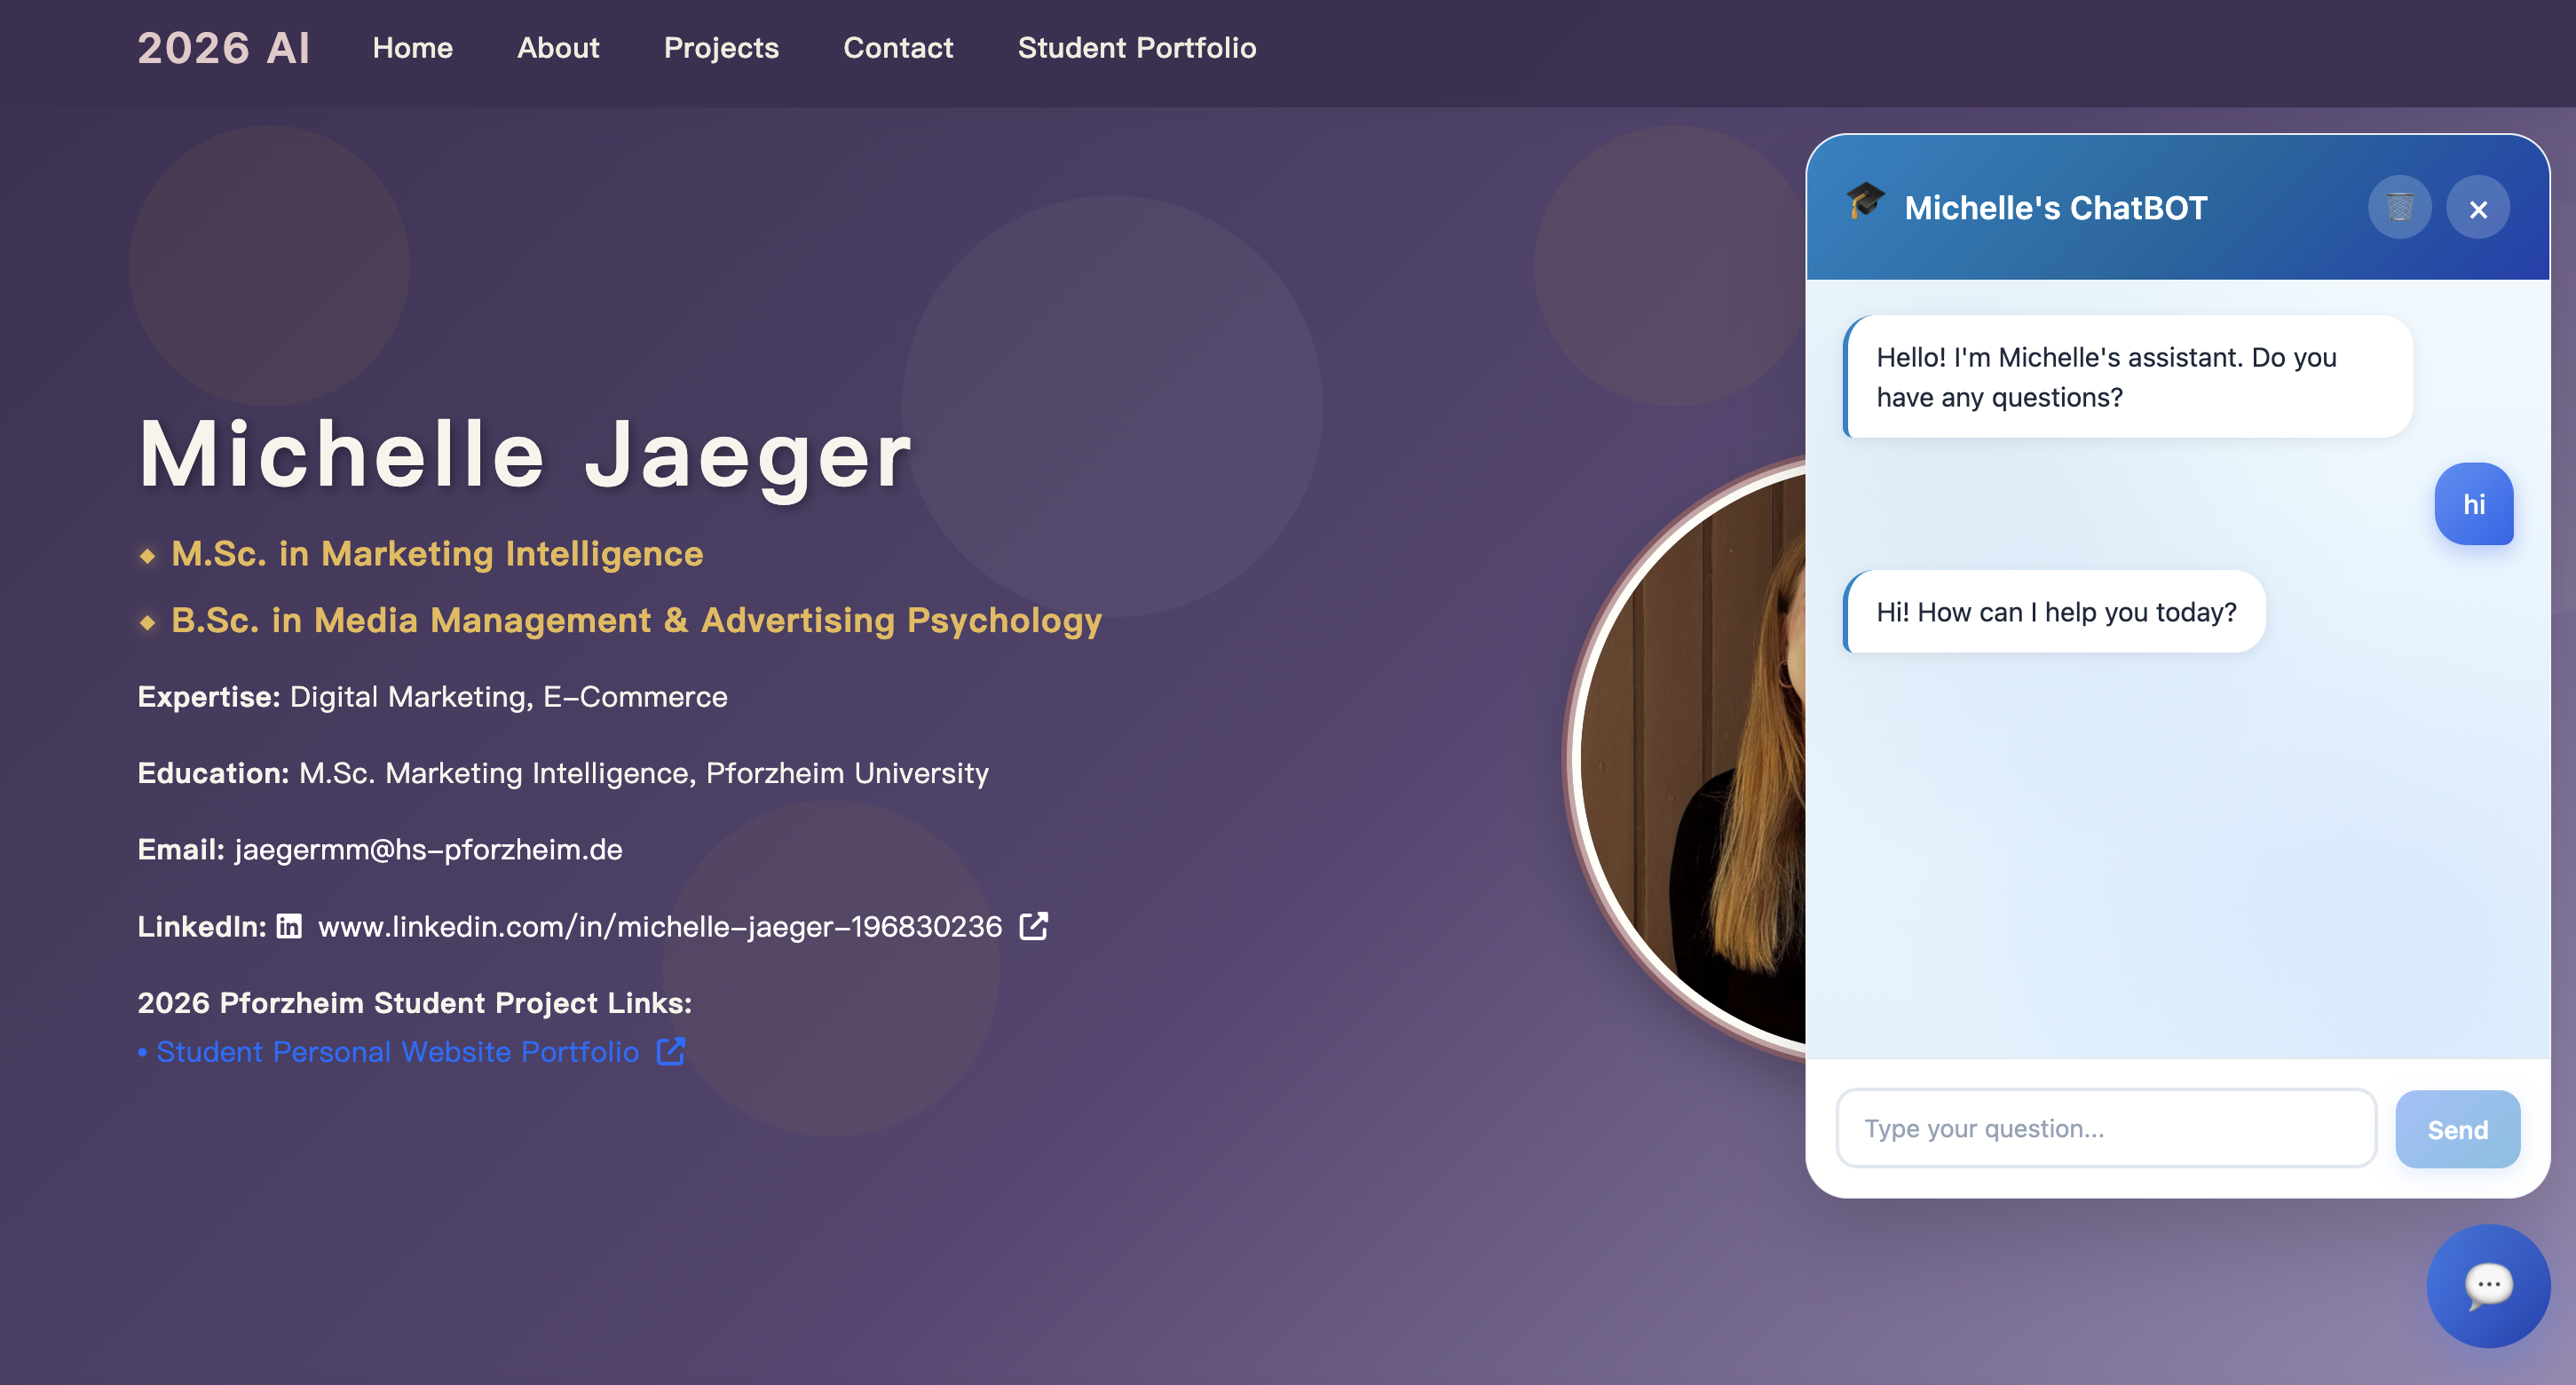 2026 AI
Home
About
Projects
Contact
Student Portfolio
Michelle Jaeger
M.Sc. in Marketing Intelligence
B.Sc. in Media Management & Advertising Psychology
Expertise: Digital Marketing, E-Commerce
Education: M.Sc. Marketing Intelligence, Pforzheim University
Email: jaegermm@hs-pforzheim.de
LinkedIn: www.linkedin.com/in/michelle-jaeger-196830236
2026 Pforzheim Student Project Links:
• Student Personal Website Portfolio
Michelle's ChatBOT
Hello! I'm Michelle's assistant. Do you
have any questions?
hi
Hi! How can I help you today?
Type your question...
Send